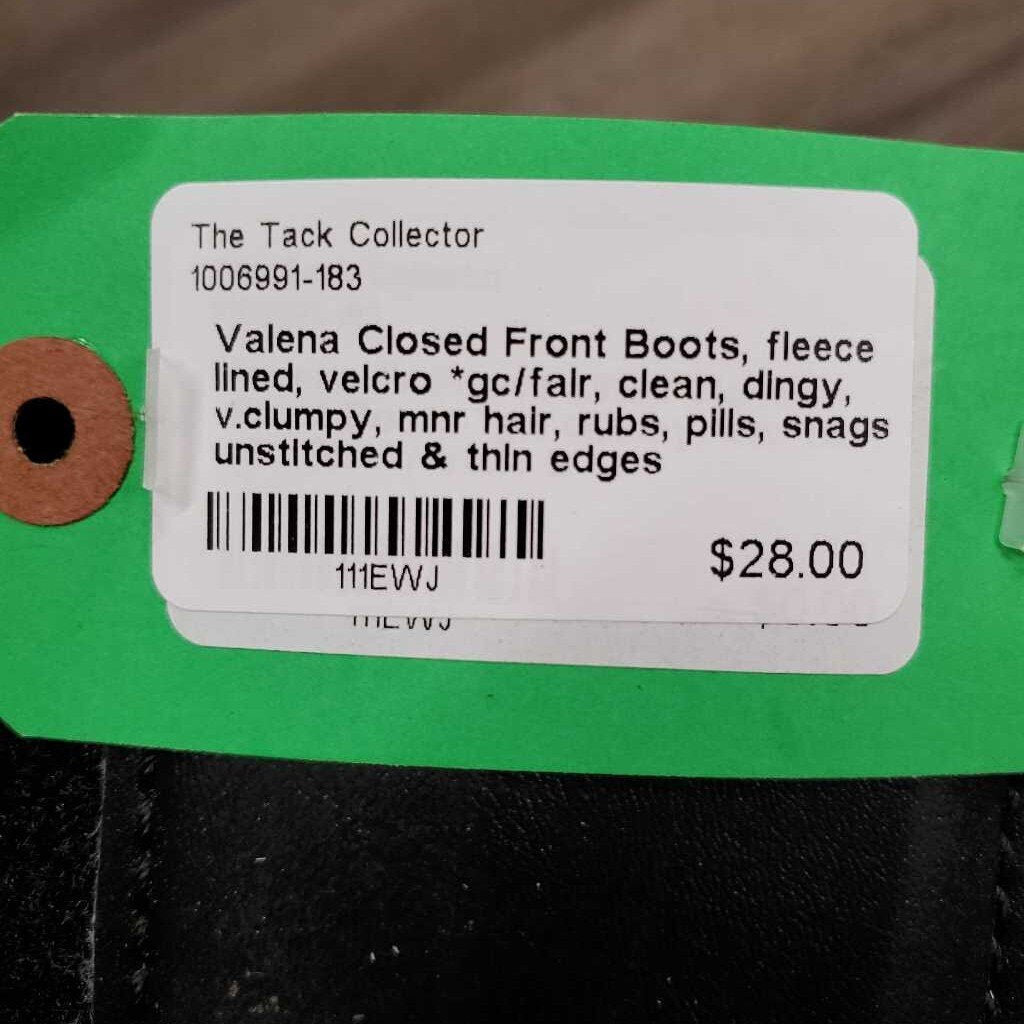 The Tack Collector
1006991-183
Valena Closed Front Boots, fleece
lined, velcro *gc/fair, clean, dingy,
v.clumpy, mnr hair, rubs, pills, snags
unstitched & thin edges
111EWJ
$28.00